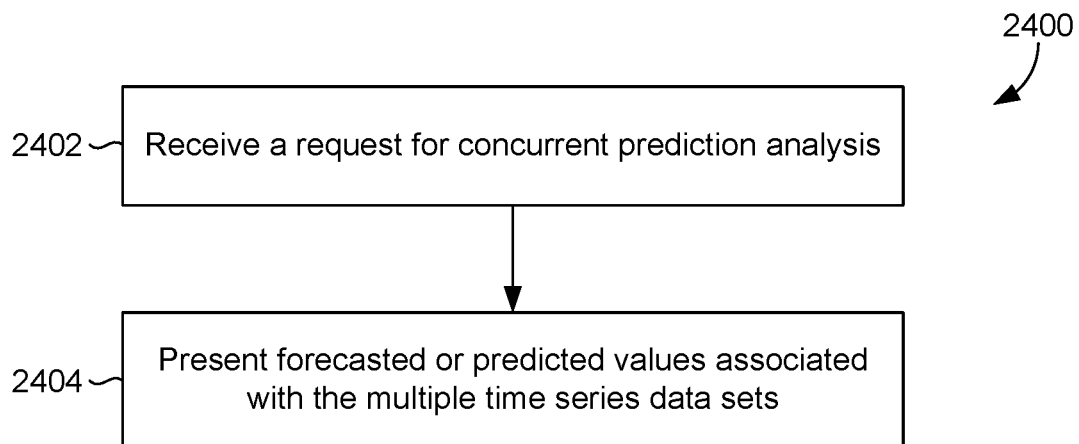 2400
2402
Receive a request for concurrent prediction analysis
2404
Present forecasted or predicted values associated
with the multiple time series data sets